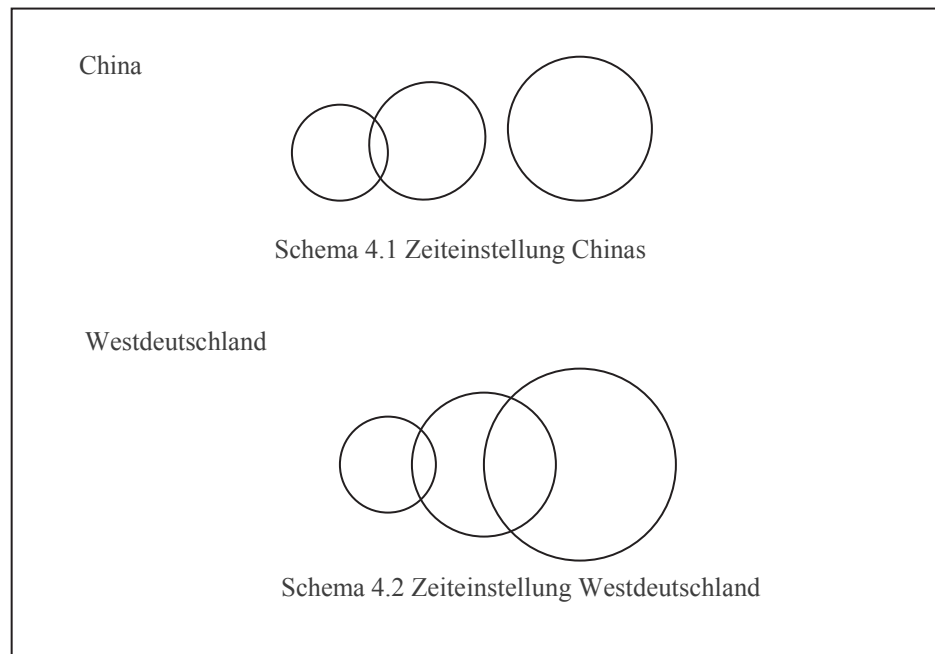 China
Schema 4.1 Zeiteinstellung Chinas
Westdeutschland
Schema 4.2 Zeiteinstellung Westdeutschland